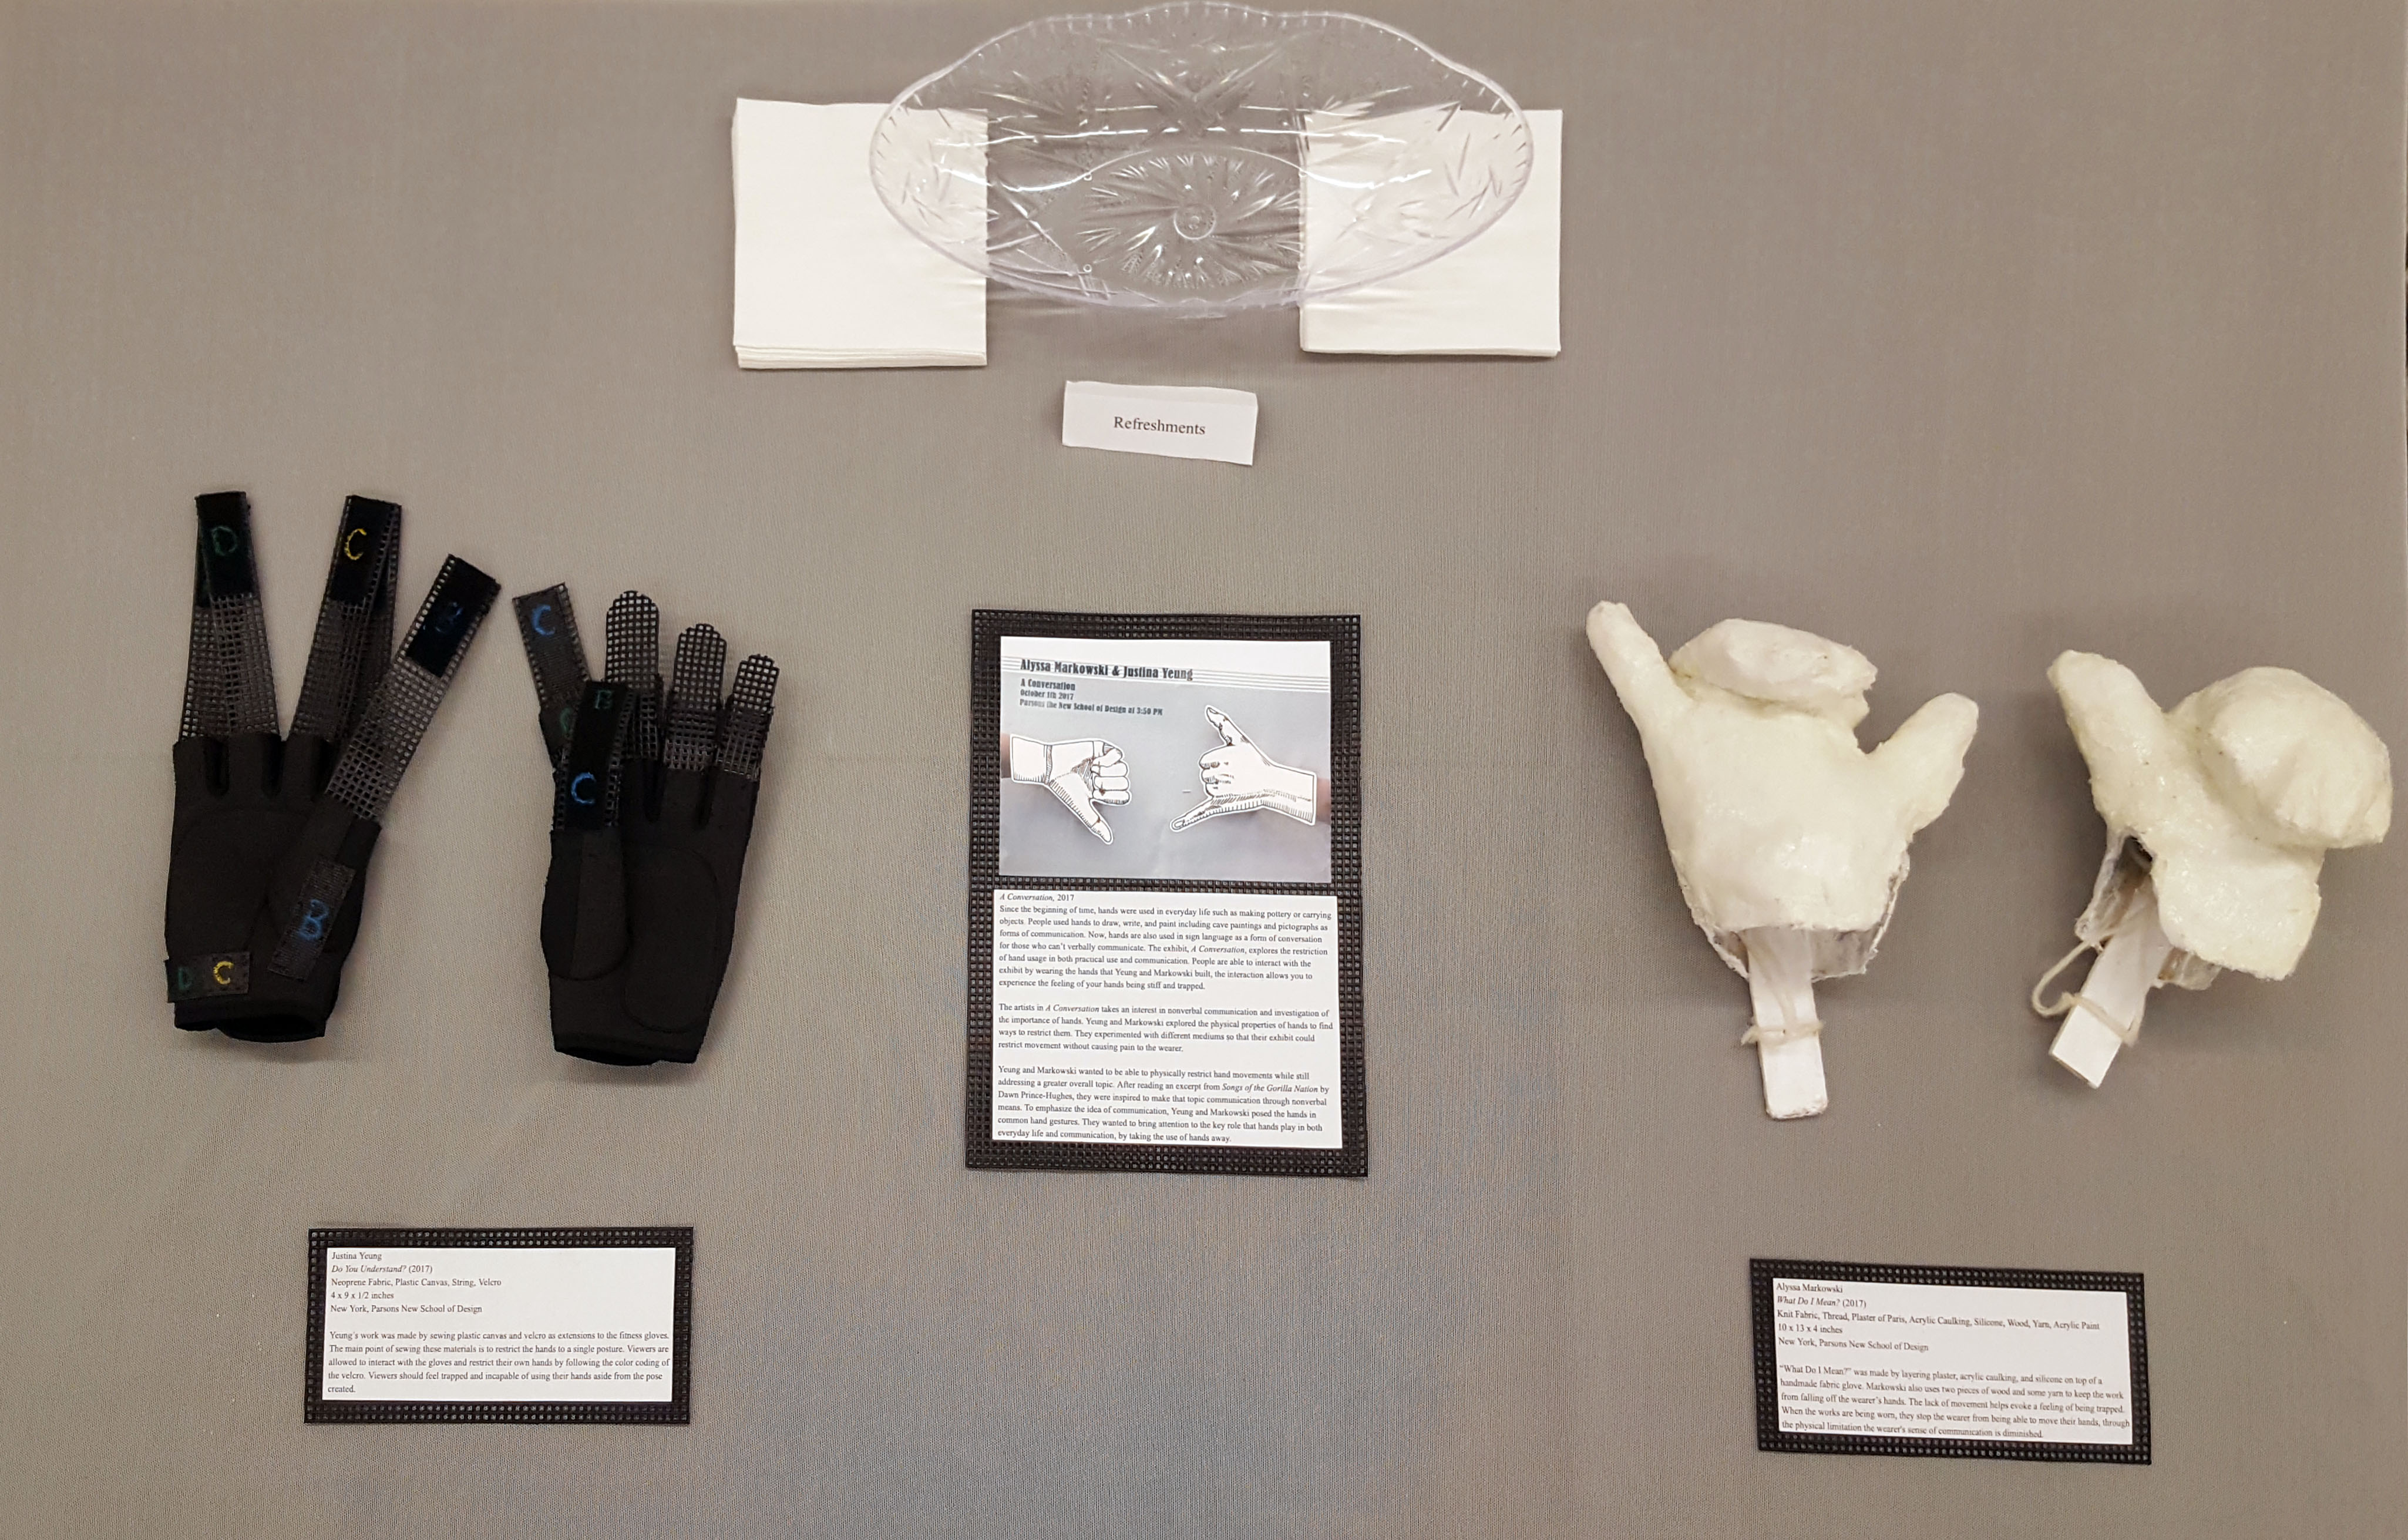 Refreshments
D
C
B
C
B
C
B
D C
Alyssa Markowski & Justina Yeung
A Conversation
October 1th 2017
Parsons the New School of Design at 3:50 PM
A Conversation, 2017
Since the beginning of time, hands were used in everyday life such as making pottery or carrying
objects. People used hands to draw, write, and paint including cave paintings and pictographs as
forms of communication. Now, hands are also used in sign language as a form of conversation
for those who can't verbally communicate. The exhibit, A Conversation, explores the restriction
of hand usage in both practical use and communication. People are able to interact with the
exhibit by wearing the hands that Yeung and Markowski built, the interaction allows you to
experience the feeling of your hands being stiff and trapped.
The artists in A Conversation takes an interest in nonverbal communication and investigation of
the importance of hands. Yeung and Markowski explored the physical properties of hands to find
ways to restrict them. They experimented with different mediums so that their exhibit could
restrict movement without causing pain to the wearer.
Yeung and Markowski wanted to be able to physically restrict hand movements while still
addressing a greater overall topic. After reading an excerpt from Songs of the Gorilla Nation by
Dawn Prince-Hughes, they were inspired to make that topic communication through nonverbal
means. To emphasize the idea of communication, Yeung and Markowski posed the hands in
common hand gestures. They wanted to bring attention to the key role that hands play in both
everyday life and communication, by taking the use of hands away.
Justina Yeung
Do You Understand? (2017)
Neoprene Fabric, Plastic Canvas, String, Velcro
4 x 9 x 1/2 inches
New York, Parsons New School of Design
Yeung's work was made by sewing plastic canvas and velcro as extensions to the fitness gloves.
The main point of sewing these materials is to restrict the hands to a single posture. Viewers are
allowed to interact with the gloves and restrict their own hands by following the color coding of
the velcro. Viewers should feel trapped and incapable of using their hands aside from the pose
created.
Alyssa Markowski
What Do I Mean? (2017)
Knit Fabric, Thread, Plaster of Paris, Acrylic Caulking, Silicone, Wood, Yarn, Acrylic Paint
10 x 13 x 4 inches
New York, Parsons New School of Design
"What Do I Mean?" was made by layering plaster, acrylic caulking, and silicone on top of a
handmade fabric glove. Markowski also uses two pieces of wood and some yarn to keep the work
from falling off the wearer's hands. The lack of movement helps evoke a feeling of being trapped.
When the works are being worn, they stop the wearer from being able to move their hands, through
the physical limitation the wearer's sense of communication is diminished.